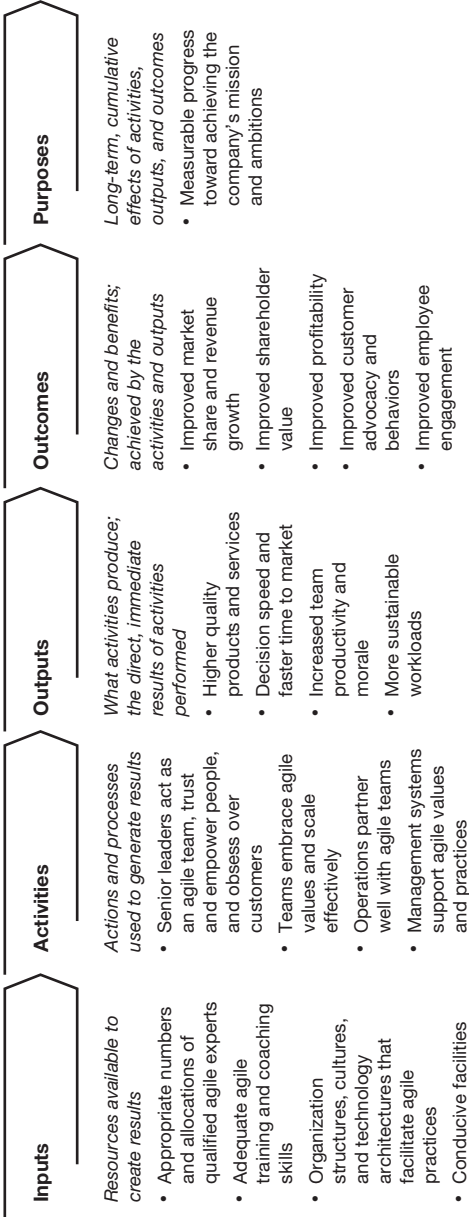 Inputs
Resources available to
create results
• Appropriate numbers
and allocations of
qualified agile experts
• Adequate agile
training and coaching
skills
• Organization
structures, cultures,
and technology
architectures that
facilitate agile
practices
• Conducive facilities
Activities
Actions and processes
used to generate results
• Senior leaders act as
an agile team, trust
and empower people,
and obsess over
customers
• Teams embrace agile
values and scale
effectively
• Operations partner
well with agile teams
• Management systems
support agile values
and practices
Outputs
What activities produce;
the direct, immediate
results of activities
performed
• Higher quality
products and services
• Decision speed and
faster time to market
• Increased team
productivity and
morale
• More sustainable
workloads
Outcomes
Changes and benefits;
achieved by the
activities and outputs
• Improved market
share and revenue
growth
• Improved shareholder
value
• Improved profitability
• Improved customer
advocacy and
behaviors
• Improved employee
engagement
Purposes
Long-term, cumulative
effects of activities,
outputs, and outcomes
• Measurable progress
toward achieving the
company’s mission
and ambitions